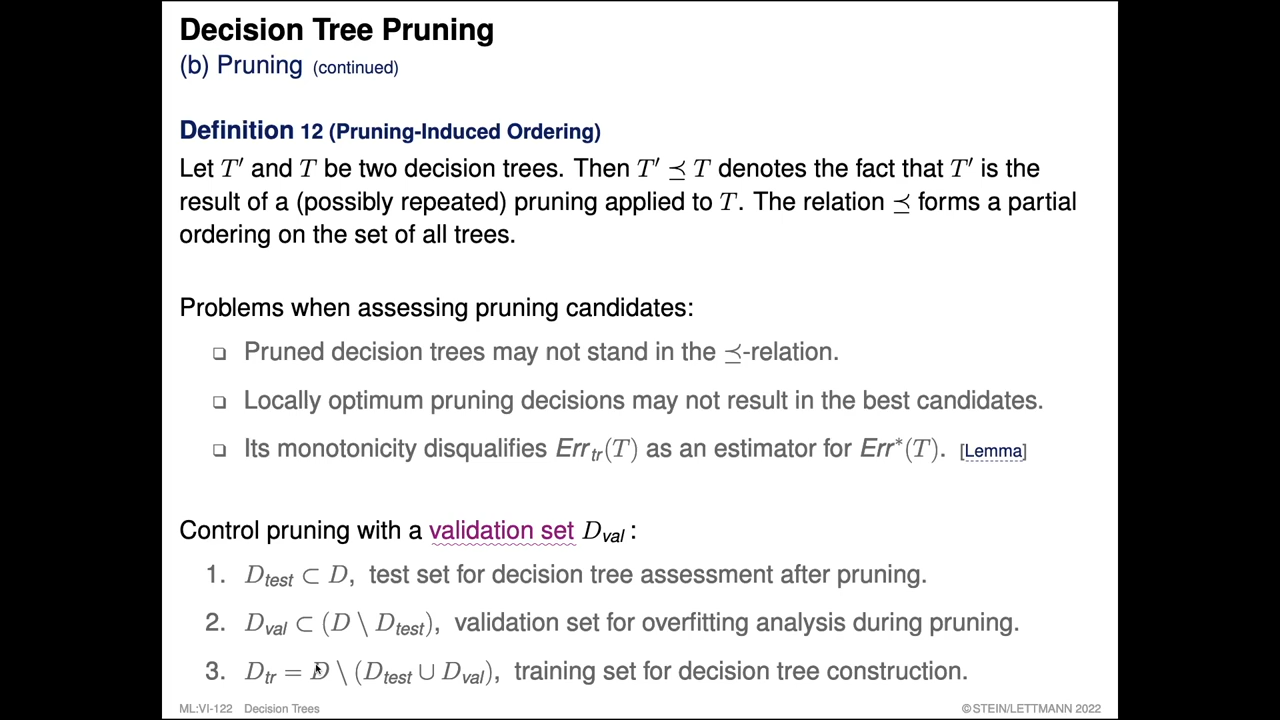 Decision Tree Pruning
(b) Pruning (continued)
Definition 12 (Pruning-Induced Ordering)
Let T′ and T be two decision trees. Then T′ ⪯ T denotes the fact that T′ is the
result of a (possibly repeated) pruning applied to T. The relation ⪯ forms a partial
ordering on the set of all trees.
Problems when assessing pruning candidates:
❑ Pruned decision trees may not stand in the ⪯-relation.
❑ Locally optimum pruning decisions may not result in the best candidates.
❑ Its monotonicity disqualifies Err_tr(T) as an estimator for Err*(T). [Lemma]
Control pruning with a validation set D_val :
1. D_test ⊂ D, test set for decision tree assessment after pruning.
2. D_val ⊂ (D \ D_test), validation set for overfitting analysis during pruning.
3. D_tr = D \ (D_test ∪ D_val), training set for decision tree construction.
ML:VI-122 Decision Trees ©STEIN/LETTMANN 2022